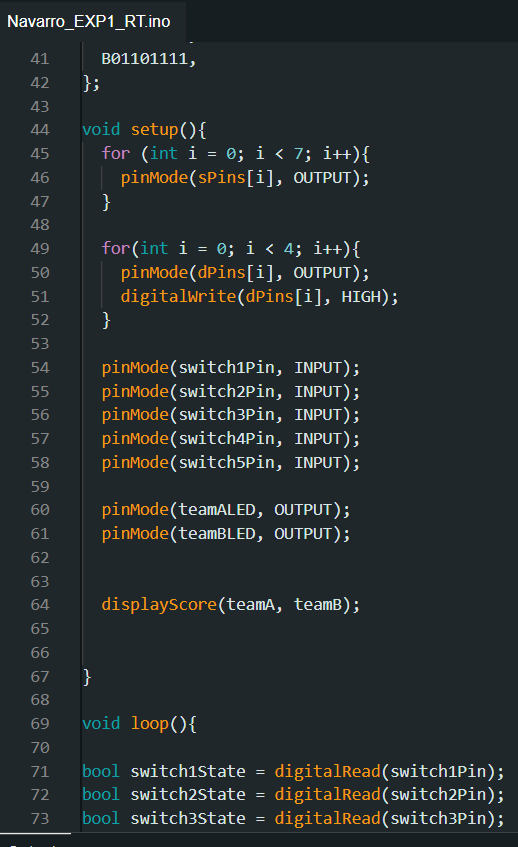 Navarro_EXP1_RT.ino
41 B01101111,
42 };
43
44 void setup(){
45 for (int i = 0; i < 7; i++){
46 pinMode(sPins[i], OUTPUT);
47 }
48
49 for(int i = 0; i < 4; i++){
50 pinMode(dPins[i], OUTPUT);
51 digitalWrite(dPins[i], HIGH);
52 }
53
54 pinMode(switch1Pin, INPUT);
55 pinMode(switch2Pin, INPUT);
56 pinMode(switch3Pin, INPUT);
57 pinMode(switch4Pin, INPUT);
58 pinMode(switch5Pin, INPUT);
59
60 pinMode(teamALED, OUTPUT);
61 pinMode(teamBLED, OUTPUT);
62
63
64 displayScore(teamA, teamB);
65
66
67 }
68
69 void loop(){
70
71 bool switch1State = digitalRead(switch1Pin);
72 bool switch2State = digitalRead(switch2Pin);
73 bool switch3State = digitalRead(switch3Pin);